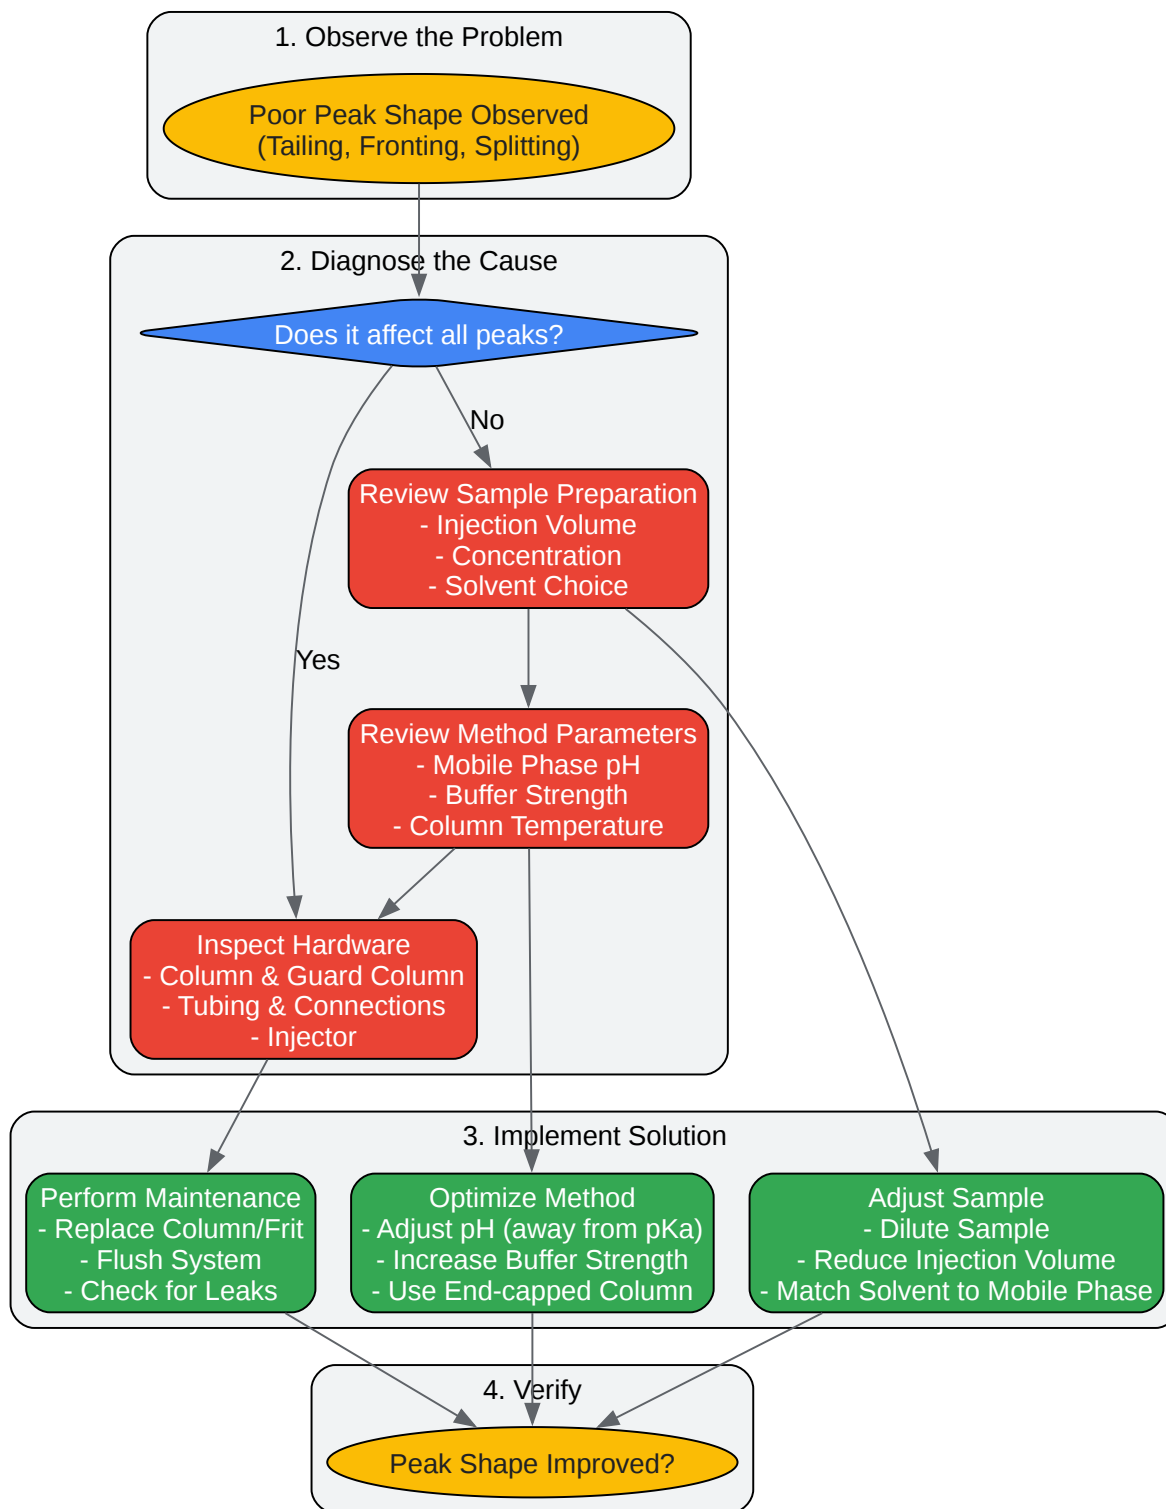 1. Observe the Problem
Poor Peak Shape Observed
(Tailing, Fronting, Splitting)
2. Diagnose the Cause
Does it affect all peaks?
No
Review Sample Preparation
- Injection Volume
- Concentration
- Solvent Choice
Yes
Review Method Parameters
- Mobile Phase pH
- Buffer Strength
- Column Temperature
Inspect Hardware
- Column & Guard Column
- Tubing & Connections
- Injector
3. Implement Solution
Perform Maintenance
- Replace Column/Frit
- Flush System
- Check for Leaks
Optimize Method
- Adjust pH (away from pKa)
- Increase Buffer Strength
- Use End-capped Column
Adjust Sample
- Dilute Sample
- Reduce Injection Volume
- Match Solvent to Mobile Phase
4. Verify
Peak Shape Improved?